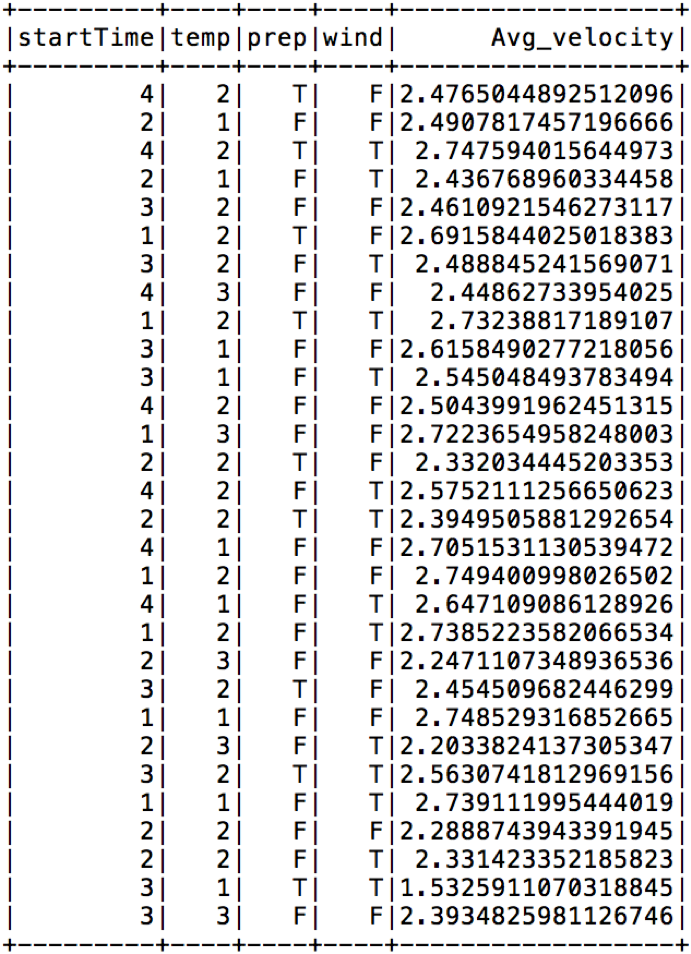 +---------+----+----+----+------------------+
|startTime|temp|prep|wind|      Avg_velocity|
+---------+----+----+----+------------------+
|        4|   2|   T|   F|2.4765044892512096|
|        2|   1|   F|   F|2.4907817457196666|
|        4|   2|   T|   T| 2.747594015644973|
|        2|   1|   F|   T| 2.436768960334458|
|        3|   2|   F|   F|2.4610921546273117|
|        1|   2|   T|   F|2.6915844025018383|
|        3|   2|   F|   T| 2.488845241569071|
|        4|   3|   F|   F|  2.44862733954025|
|        1|   2|   T|   T|  2.73238817189107|
|        3|   1|   F|   F|2.6158490277218056|
|        3|   1|   F|   T| 2.545048493783494|
|        4|   2|   F|   F|2.5043991962451315|
|        1|   3|   F|   F|2.7223654958248003|
|        2|   2|   T|   F| 2.332034445203353|
|        4|   2|   F|   T|2.5752111256650623|
|        2|   2|   T|   T|2.3949505881292654|
|        4|   1|   F|   F|2.7051531130539472|
|        1|   2|   F|   F| 2.749400998026502|
|        4|   1|   F|   T| 2.647109086128926|
|        1|   2|   F|   T|2.7385223582066534|
|        2|   3|   F|   F|2.2471107348936536|
|        3|   2|   T|   F| 2.454509682446299|
|        1|   1|   F|   F| 2.748529316852665|
|        2|   3|   F|   T|2.2033824137305347|
|        3|   2|   T|   T|2.5630741812969156|
|        1|   1|   F|   T| 2.739111995444019|
|        2|   2|   F|   F|2.2888743943391945|
|        2|   2|   F|   T| 2.331423352185823|
|        3|   1|   T|   T|1.5325911070318845|
|        3|   3|   F|   F|2.3934825981126746|
+---------+----+----+----+------------------+